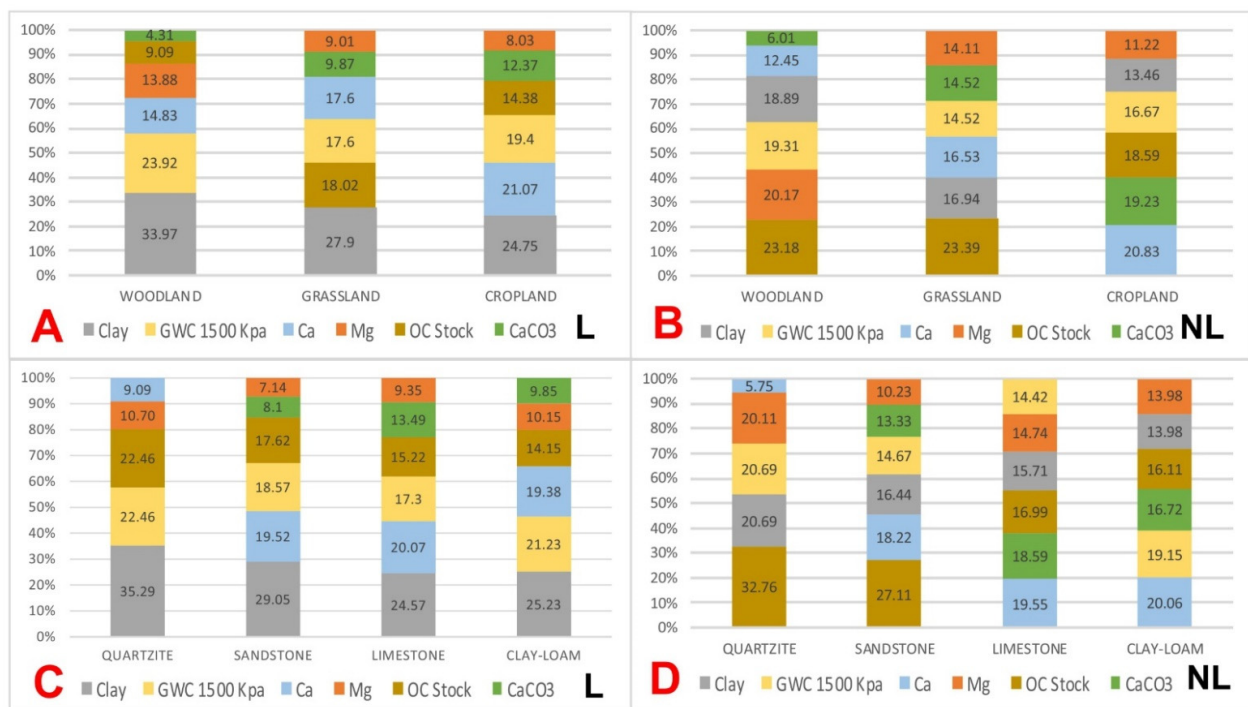 100%
90%
80%
70%
60%
50%
40%
30%
20%
10%
0%
4.31 9.01 8.03
9.09 9.87 12.37
13.88 17.6 14.38
14.83 17.6 19.4
23.92 18.02 21.07
33.97 27.9 24.75
WOODLAND GRASSLAND CROPLAND
A Clay GWC 1500 Kpa Ca Mg OC Stock CaCO3 L
100%
90%
80%
70%
60%
50%
40%
30%
20%
10%
0%
6.01 14.11 11.22
12.45 14.52 13.46
18.89 14.52 16.67
19.31 16.53 18.59
20.17 16.94 19.23
23.18 23.39 20.83
WOODLAND GRASSLAND CROPLAND
B Clay GWC 1500 Kpa Ca Mg OC Stock CaCO3 NL
100%
90%
80%
70%
60%
50%
40%
30%
20%
10%
0%
9.09 7.14 9.35 9.85
10.70 8.1 13.49 10.15
22.46 17.62 15.22 14.15
22.46 18.57 17.3 19.38
35.29 19.52 20.07 21.23
29.05 24.57 25.23
QUARTZITE SANDSTONE LIMESTONE CLAY-LOAM
C Clay GWC 1500 Kpa Ca Mg OC Stock CaCO3 L
100%
90%
80%
70%
60%
50%
40%
30%
20%
10%
0%
5.75 10.23 14.42 13.98
20.11 13.33 14.74 13.98
20.69 14.67 15.71 16.11
20.69 16.44 16.99 16.72
32.76 18.22 18.59 19.15
27.11 19.55 20.06
QUARTZITE SANDSTONE LIMESTONE CLAY-LOAM
D Clay GWC 1500 Kpa Ca Mg OC Stock CaCO3 NL